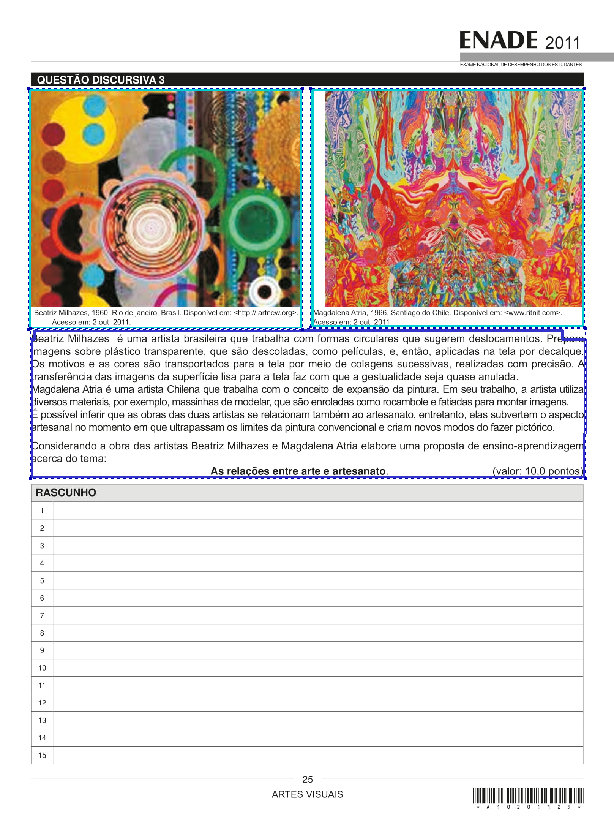 ENADE 2011
EXAME NACIONAL DE DESEMPENHO DOS ESTUDANTES
QUESTÃO DISCURSIVA 3
Beatriz Milhazes, 1960, Rio de janeiro, Brasil. Disponível em: <http:// artnew.org>.
Acesso em: 2 out. 2011.
Magdalena Atria, 1966, Santiago do Chile. Disponível em:
Acesso em: 2 out. 2011
Beatriz Milhazes é uma artista brasileira que trabalha com formas circulares que sugerem deslocamentos.
imagens sobre plástico transparente, que são descoladas, como películas, e, então, aplicadas na tela por decalque.
Os motivos e as cores são transportados para a tela por meio de colagens sucessivas, realizadas com precisão. A
transferência das imagens da superfície lisa para a tela faz com que a gestualidade seja quase anulada.
Magdalena Atria é uma artista Chilena que trabalha com o conceito de expansão da pintura. Em seu trabalho, a artista utiliza
diversos materiais, por exemplo, massinhas de modelar, que são enroladas como rocambole e fatiadas para montar imagens.
É possível inferir que as obras das duas artistas se relacionam também ao artesanato, entretanto, elas subvertem o aspecto
artesanal no momento em que ultrapassam os limites da pintura convencional e criam novos modos do fazer pictórico.
Considerando a obra das artistas Beatriz Milhazes e Magdalena Atria elabore uma proposta de ensino-aprendizagem
acerca do tema:
As relações entre arte e artesanato. (valor: 10,0 pontos)
RASCUNHO
1
2
3
4
5
6
7
8
9
10
11
12
13
14
15
25
ARTES VISUAIS